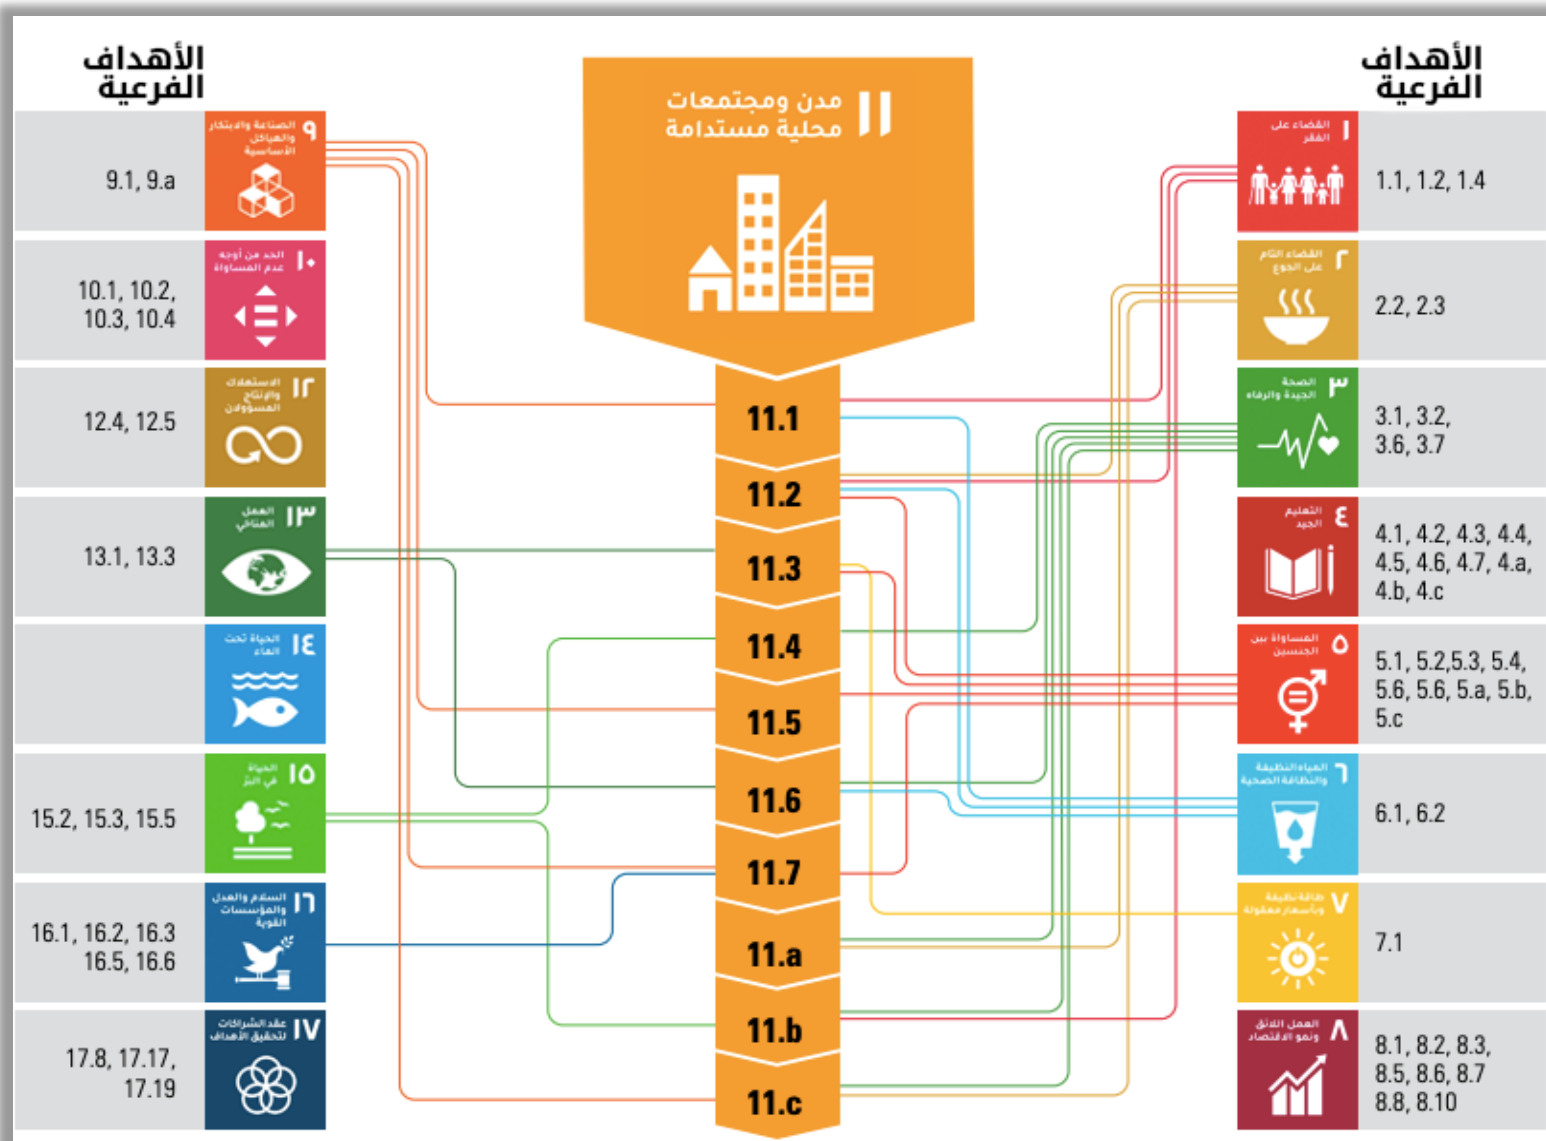 الأهداف
الفرعية
١ القضاء على
الفقر
1.1, 1.2, 1.4
٢ القضاء التام
على الجوع
2.2, 2.3
٣ الصحة
الجيدة والرفاه
3.1, 3.2,
3.6, 3.7
٤ التعليم
الجيد
4.1, 4.2, 4.3, 4.4,
4.5, 4.6, 4.7, 4.a,
4.b, 4.c
٥ المساواة بين
الجنسين
5.1, 5.2,5.3, 5.4,
5.6, 5.6, 5.a, 5.b,
5.c
٦ المياه النظيفة
والنظافة الصحية
6.1, 6.2
٧ طاقة نظيفة
وبأسعار معقولة
7.1
٨ العمل اللائق
ونمو الاقتصاد
8.1, 8.2, 8.3,
8.5, 8.6, 8.7
8.8, 8.10
١١ مدن ومجتمعات
محلية مستدامة
11.1
11.2
11.3
11.4
11.5
11.6
11.7
11.a
11.b
11.c
الأهداف
الفرعية
٩ الصناعة والابتكار
والهياكل
الأساسية
9.1, 9.a
١٠ الحد من أوجه
عدم المساواة
10.1, 10.2,
10.3, 10.4
١٢ الاستهلاك
والإنتاج
المسؤولان
12.4, 12.5
١٣ العمل
المناخي
13.1, 13.3
١٤ الحياة تحت
الماء
١٥ الحياة
في البرّ
15.2, 15.3, 15.5
١٦ السلام والعدل
والمؤسسات
القوية
16.1, 16.2, 16.3
16.5, 16.6
١٧ عقد الشراكات
لتحقيق الأهداف
17.8, 17.17,
17.19